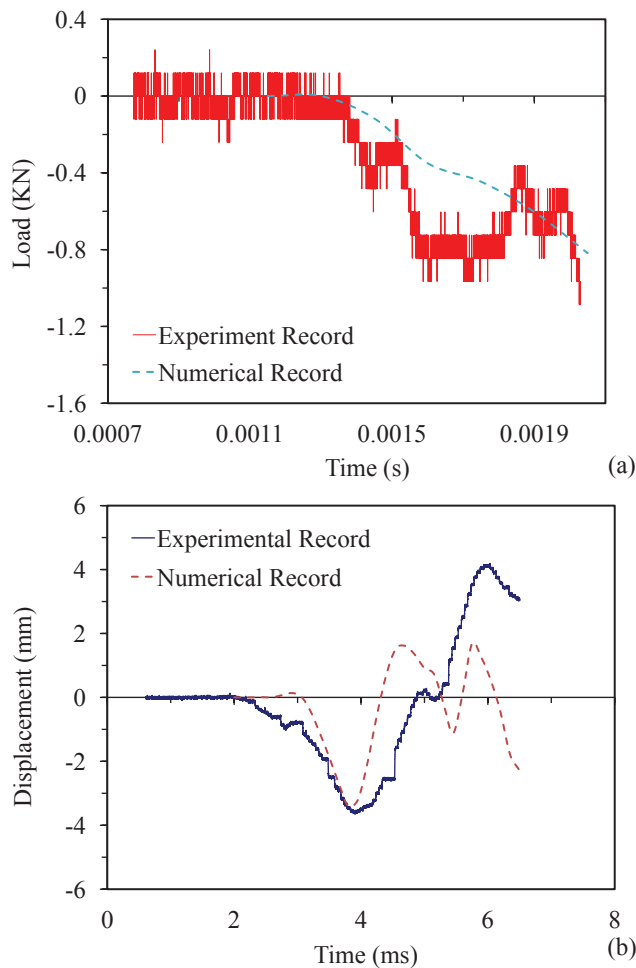 0.4
0
-0.4
-0.8
-1.2
-1.6
Load (KN)
Experiment Record
Numerical Record
0.0007
0.0011
0.0015
0.0019
Time (s)
(a)
6
4
2
0
-2
-4
-6
Displacement (mm)
Experimental Record
Numerical Record
0
2
4
6
8
Time (ms)
(b)